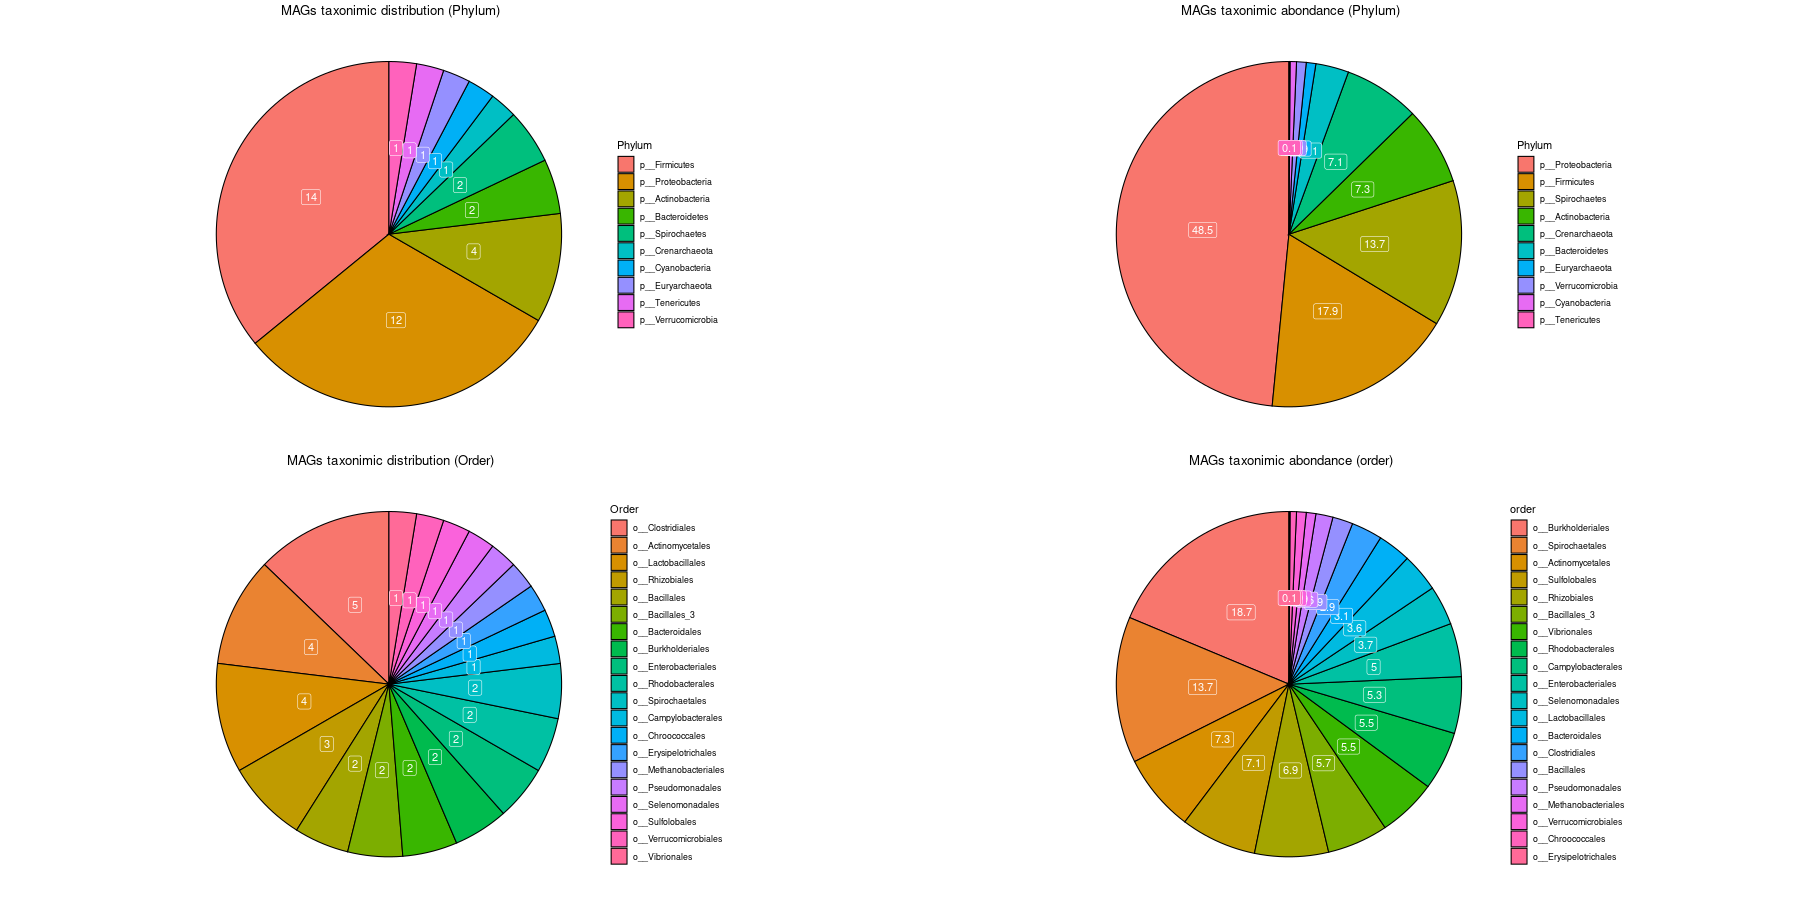 MAGs taxonimic distribution (Phylum)
14
12
4
2
2
1
1
1
1
1
Phylum
p__Firmicutes
p__Proteobacteria
p__Actinobacteria
p__Bacteroidetes
p__Spirochaetes
p__Crenarchaeota
p__Cyanobacteria
p__Euryarchaeota
p__Tenericutes
p__Verrucomicrobia
MAGs taxonimic abondance (Phylum)
48.5
17.9
13.7
7.3
7.1
0.1
Phylum
p__Proteobacteria
p__Firmicutes
p__Spirochaetes
p__Actinobacteria
p__Crenarchaeota
p__Bacteroidetes
p__Euryarchaeota
p__Verrucomicrobia
p__Cyanobacteria
p__Tenericutes
MAGs taxonimic distribution (Order)
5
4
4
3
2
2
2
2
2
2
2
1
1
1
1
1
1
1
1
1
Order
o__Clostridiales
o__Actinomycetales
o__Lactobacillales
o__Rhizobiales
o__Bacillales
o__Bacillales_3
o__Bacteroidales
o__Burkholderiales
o__Enterobacteriales
o__Rhodobacterales
o__Spirochaetales
o__Campylobacterales
o__Chroococcales
o__Erysipelotrichales
o__Methanobacteriales
o__Pseudomonadales
o__Selenomonadales
o__Sulfolobales
o__Verrucomicrobiales
o__Vibrionales
MAGs taxonimic abondance (order)
18.7
13.7
7.3
7.1
6.9
5.7
5.5
5.5
5.3
5
3.7
3.6
3.1
0.1
order
o__Burkholderiales
o__Spirochaetales
o__Actinomycetales
o__Sulfolobales
o__Rhizobiales
o__Bacillales_3
o__Vibrionales
o__Rhodobacterales
o__Campylobacterales
o__Enterobacteriales
o__Selenomonadales
o__Lactobacillales
o__Bacteroidales
o__Clostridiales
o__Bacillales
o__Pseudomonadales
o__Methanobacteriales
o__Verrucomicrobiales
o__Chroococcales
o__Erysipelotrichales